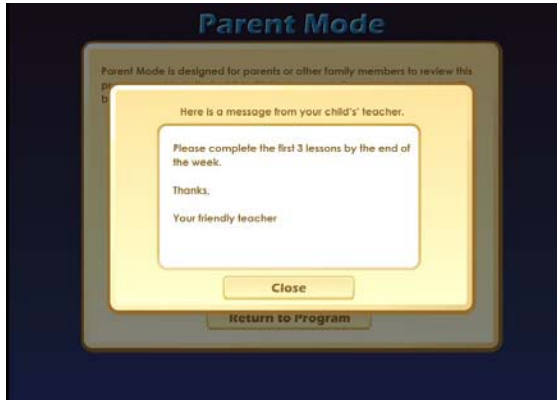 Parent Mode
Parent Mode is designed for parents or other family members to review this
Here is a message from your child's' teacher.
Please complete the first 3 lessons by the end of
the week.
Thanks,
Your friendly teacher
Close
Return to Program